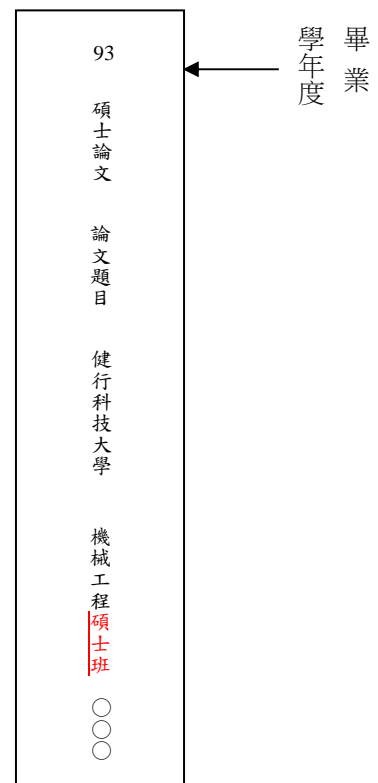 93
碩士論文
論文題目
健行科技大學
機械工程碩士班
○○○
畢業
學年度